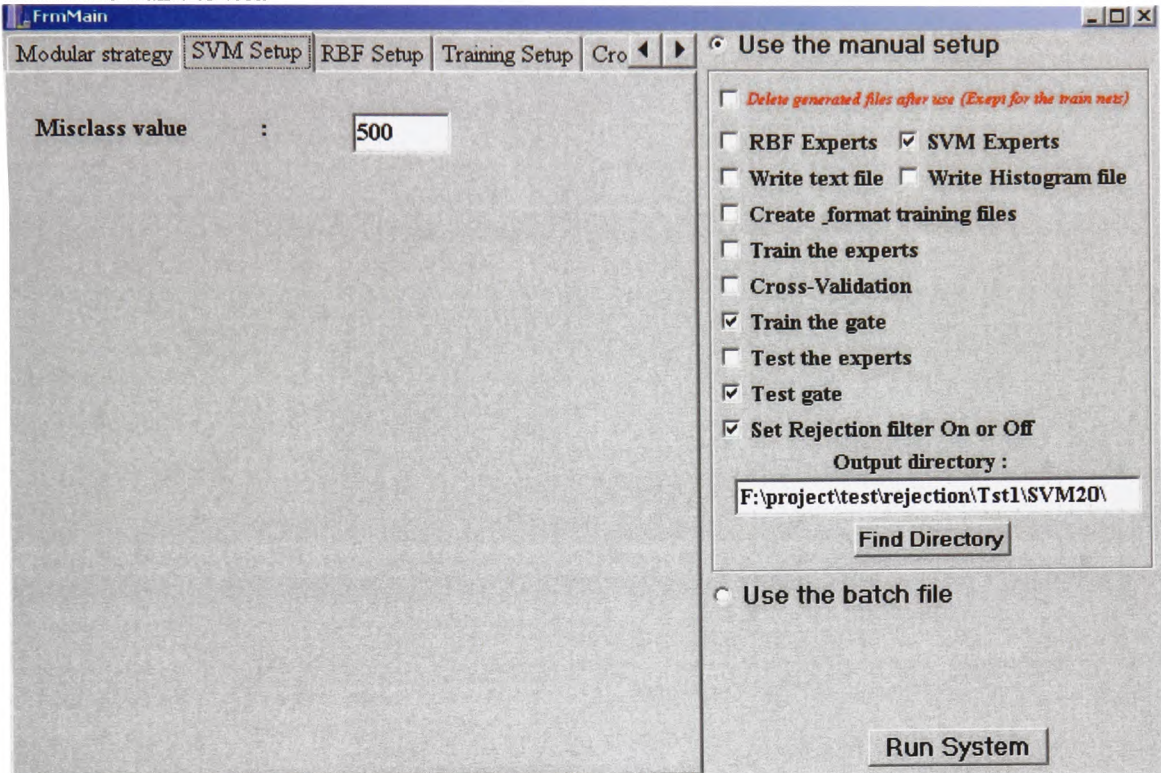 FrmMain
Modular strategy SVM Setup RBF Setup Training Setup Cro
Misclass value : 500
Use the manual setup
Delete generated files after use (Exept for the train nets)
RBF Experts SVM Experts
Write text file Write Histogram file
Create _format training files
Train the experts
Cross-Validation
Train the gate
Test the experts
Test gate
Set Rejection filter On or Off
Output directory :
F:\project\test\rejection\Tst1\SVM20\
Find Directory
Use the batch file
Run System